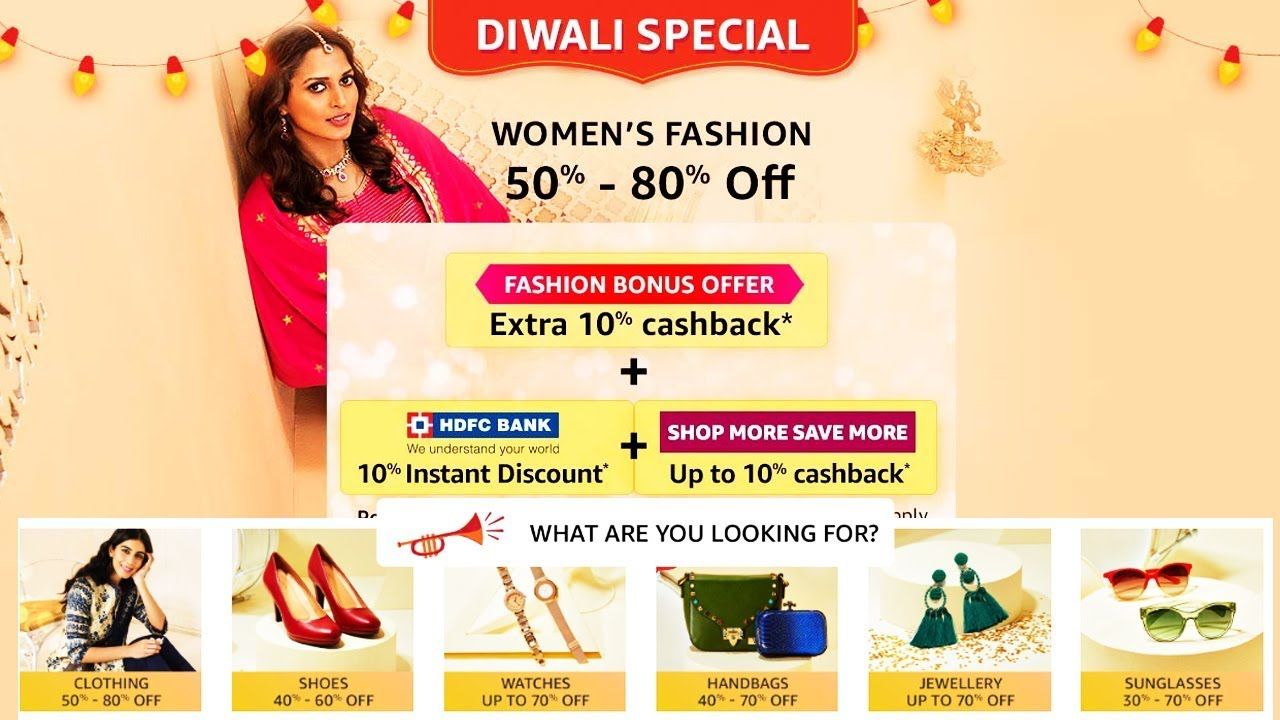 DIWALI SPECIAL
WOMEN'S FASHION
50% - 80% Off
FASHION BONUS OFFER
Extra 10% cashback*
+
HDFC BANK
We understand your world
10% Instant Discount*
+
SHOP MORE SAVE MORE
Up to 10% cashback*
WHAT ARE YOU LOOKING FOR?
CLOTHING
50% - 80% OFF
SHOES
40% - 60% OFF
WATCHES
UP TO 70% OFF
HANDBAGS
40% - 70% OFF
JEWELLERY
UP TO 70% OFF
SUNGLASSES
30% - 70% OFF